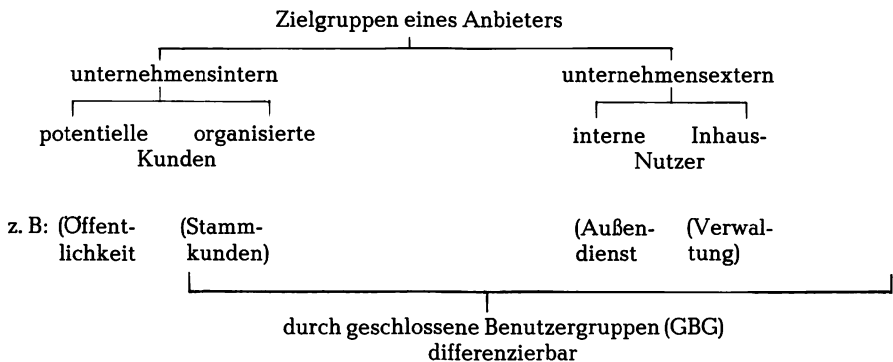 Zielgruppen eines Anbieters
unternehmensintern unternehmensextern
potentielle organisierte interne Inhaus-
Kunden Nutzer
z. B: (Öffent- (Stamm- (Außen- (Verwal-
lichkeit kunden) dienst tung)
durch geschlossene Benutzergruppen (GBG)
differenzierbar